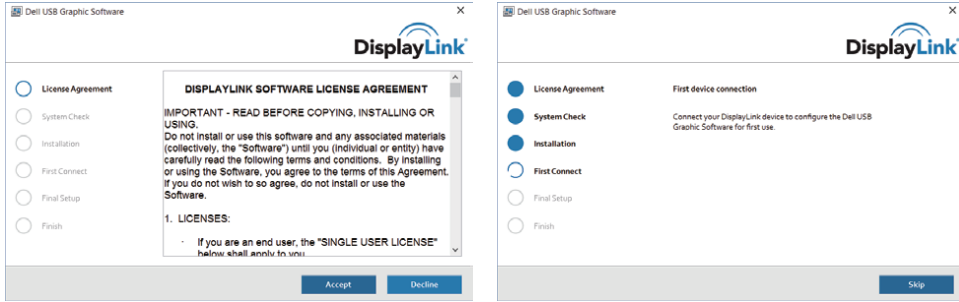 Dell USB Graphic Software
DisplayLink
License Agreement
System Check
Installation
First Connect
Final Setup
Finish
DISPLAYLINK SOFTWARE LICENSE AGREEMENT
IMPORTANT - READ BEFORE COPYING, INSTALLING OR
USING.
Do not install or use this software and any associated materials
(collectively, the "Software") until you (individual or entity) have
carefully read the following terms and conditions. By installing
or using the Software, you agree to the terms of this Agreement.
If you do not wish to so agree, do not install or use the
Software.
1. LICENSES:
· If you are an end user, the "SINGLE USER LICENSE"
below shall apply to you
Accept
Decline
Dell USB Graphic Software
DisplayLink
License Agreement
System Check
Installation
First Connect
Final Setup
Finish
First device connection
Connect your DisplayLink device to configure the Dell USB
Graphic Software for first use.
Skip